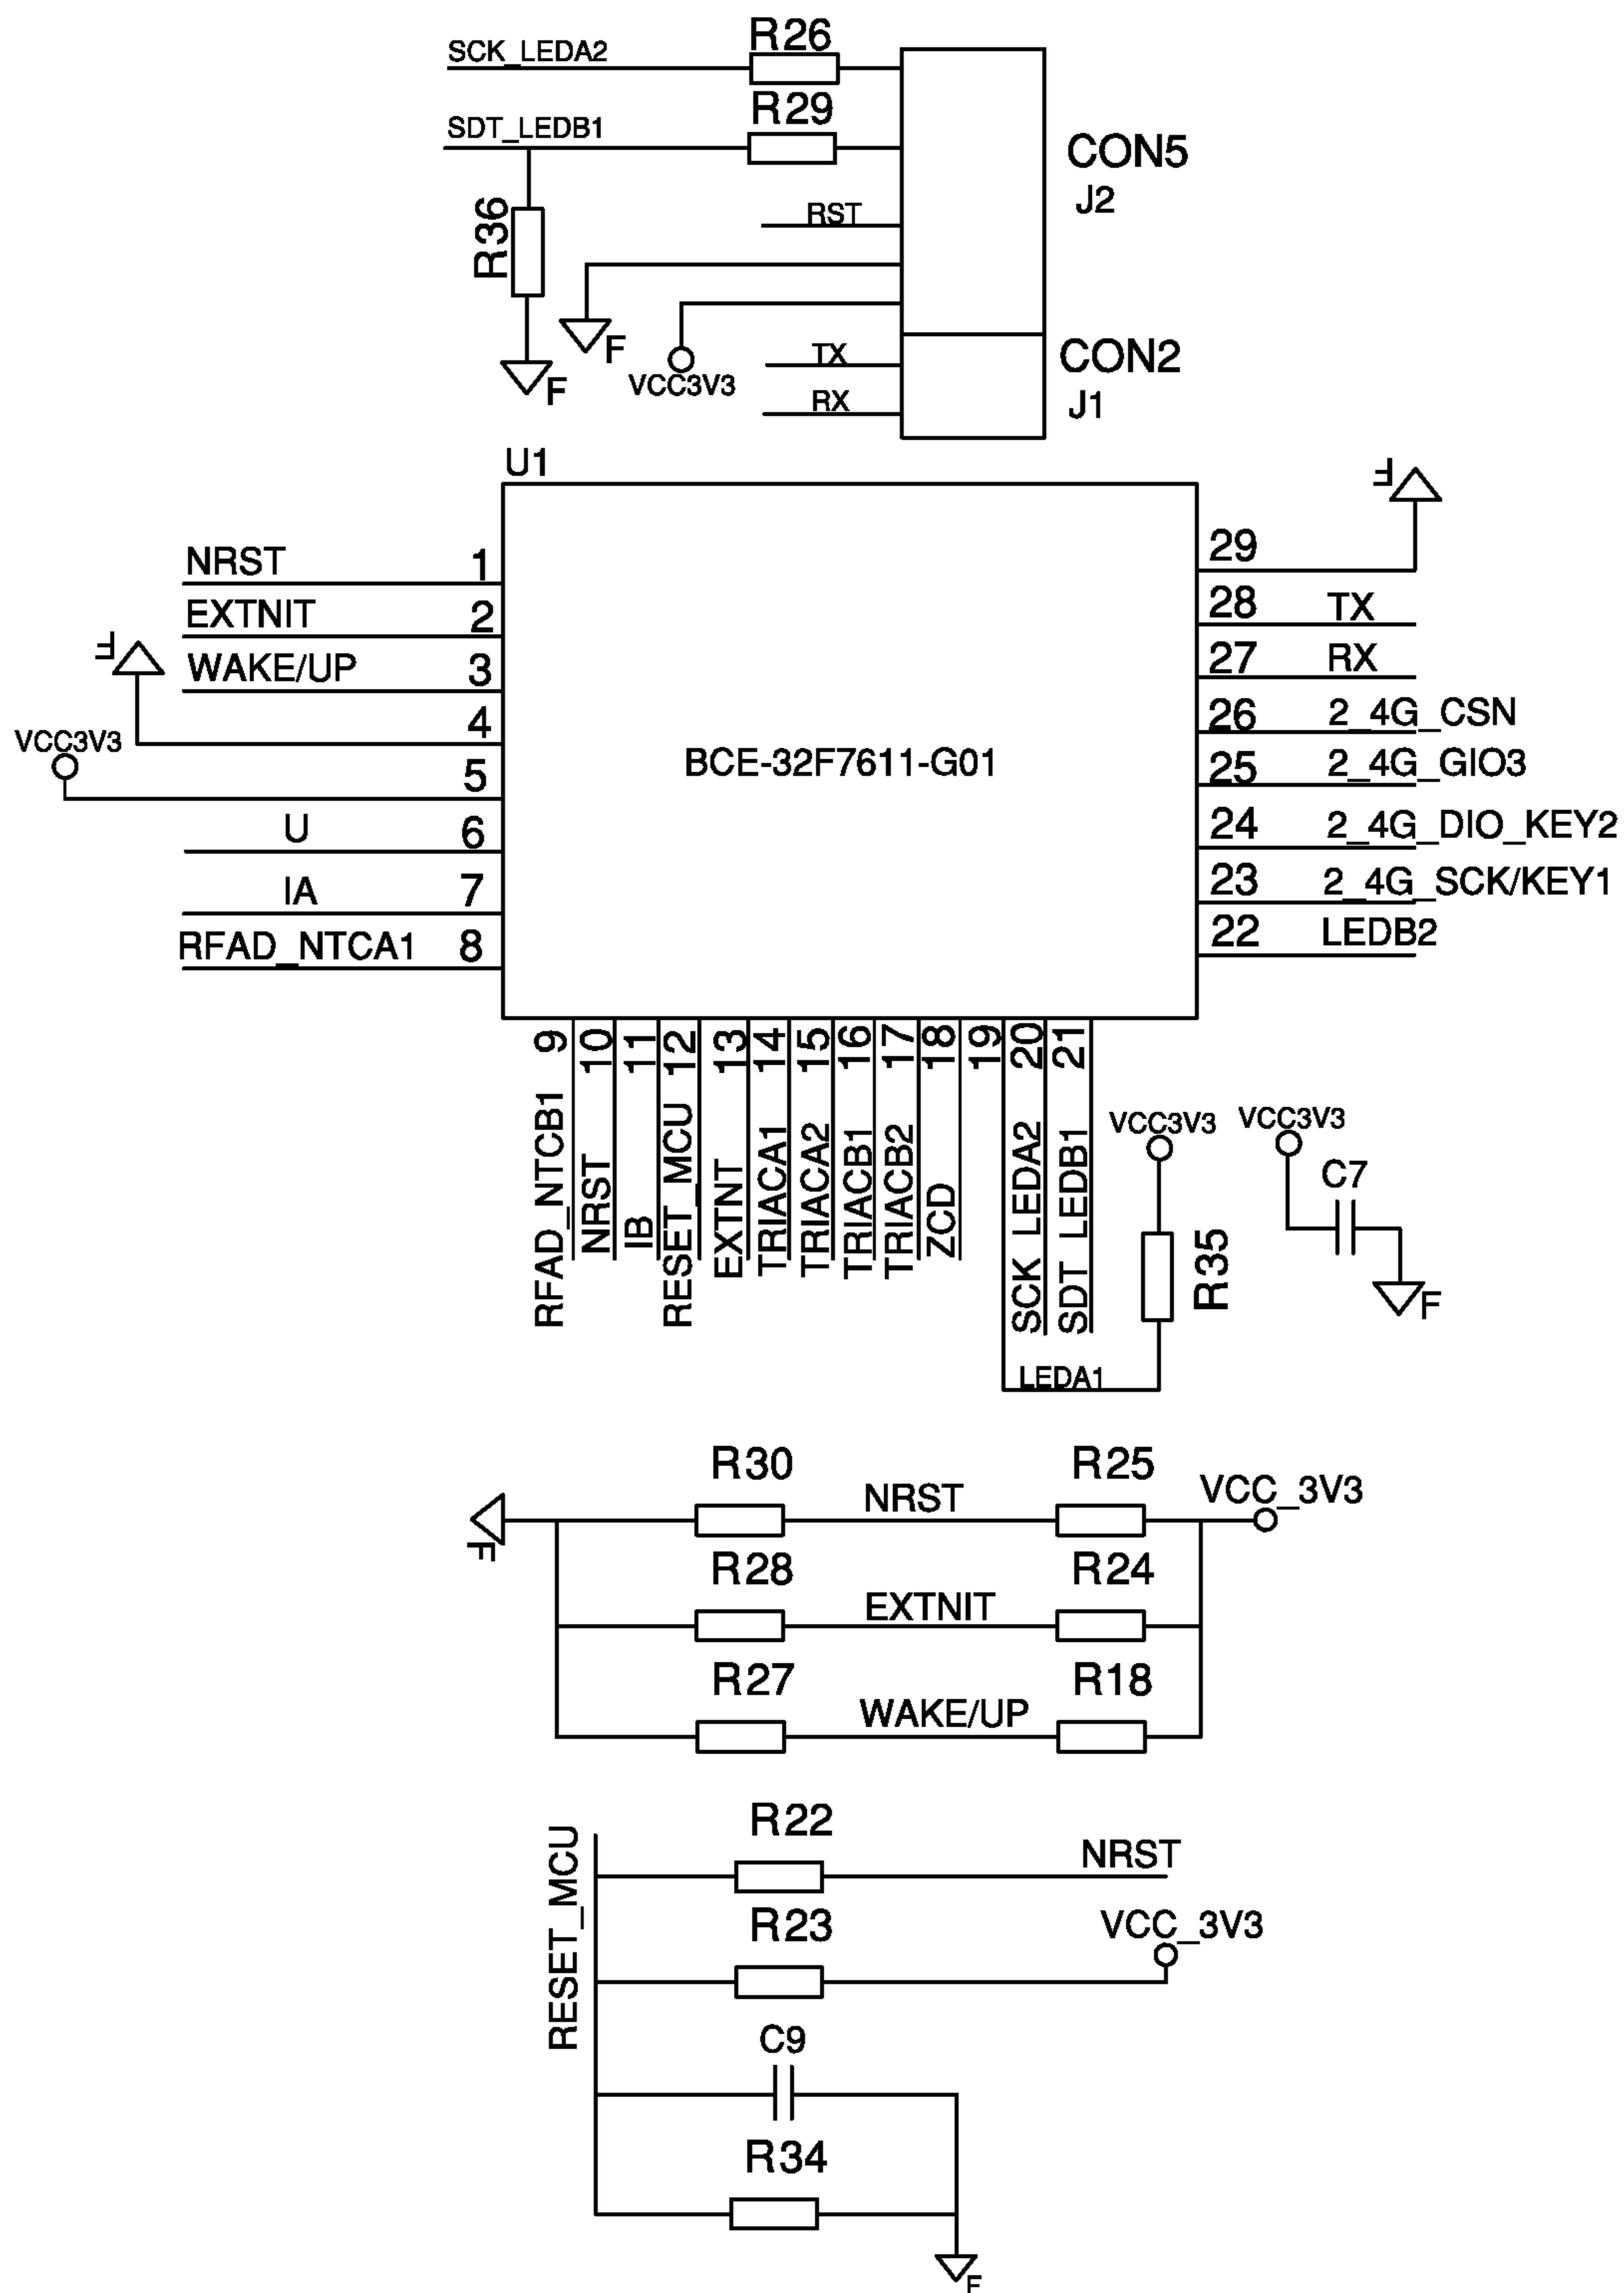 R26
SCK_LEDA2
R29
SDT_LEDB1
CON5
J2
R36
RST
F
F
VCC3V3
TX
CON2
RX
J1
U1
F
29
NRST 1
28 TX
EXTNIT 2
27 RX
F
WAKE/UP 3
26 2_4G_CSN
4
VCC3V3
BCE-32F7611-G01
25 2_4G_GIO3
5
U 6
24 2_4G_DIO_KEY2
IA 7
23 2_4G_SCK/KEY1
RFAD_NTCA1 8
22 LEDB2
RFAD_NTCB1 9
NRST 10
IB 11
RESET_MCU 12
EXTNT 13
TRIACA1 14
TRIACA2 15
TRIACB1 16
TRIACB2 17
ZCD 18
19
SCK LEDA2 20
SDT LEDB1 21
VCC3V3
VCC3V3
C7
R35
F
LEDA1
R30 R25
NRST
VCC_3V3
F
R28 R24
EXTNIT
R27 R18
WAKE/UP
R22
NRST
RESET_MCU
R23
VCC_3V3
C9
R34
F